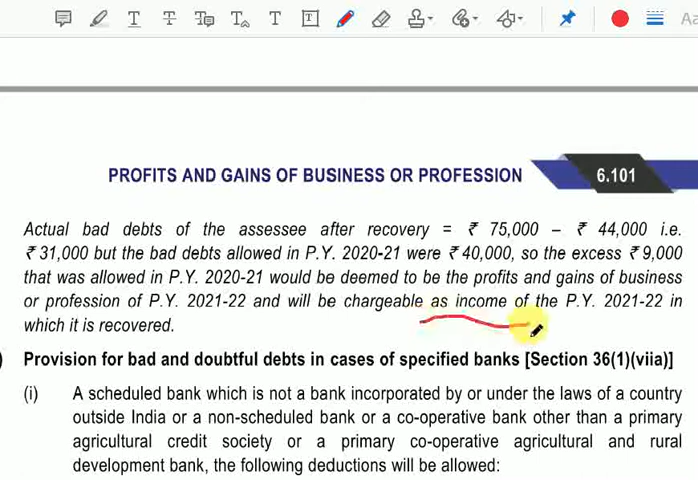 PROFITS AND GAINS OF BUSINESS OR PROFESSION 6.101
Actual bad debts of the assessee after recovery = ₹ 75,000 – ₹ 44,000 i.e.
₹ 31,000 but the bad debts allowed in P.Y. 2020-21 were ₹ 40,000, so the excess ₹ 9,000
that was allowed in P.Y. 2020-21 would be deemed to be the profits and gains of business
or profession of P.Y. 2021-22 and will be chargeable as income of the P.Y. 2021-22 in
which it is recovered.
) Provision for bad and doubtful debts in cases of specified banks [Section 36(1)(viia)]
(i) A scheduled bank which is not a bank incorporated by or under the laws of a country
outside India or a non-scheduled bank or a co-operative bank other than a primary
agricultural credit society or a primary co-operative agricultural and rural
development bank, the following deductions will be allowed: